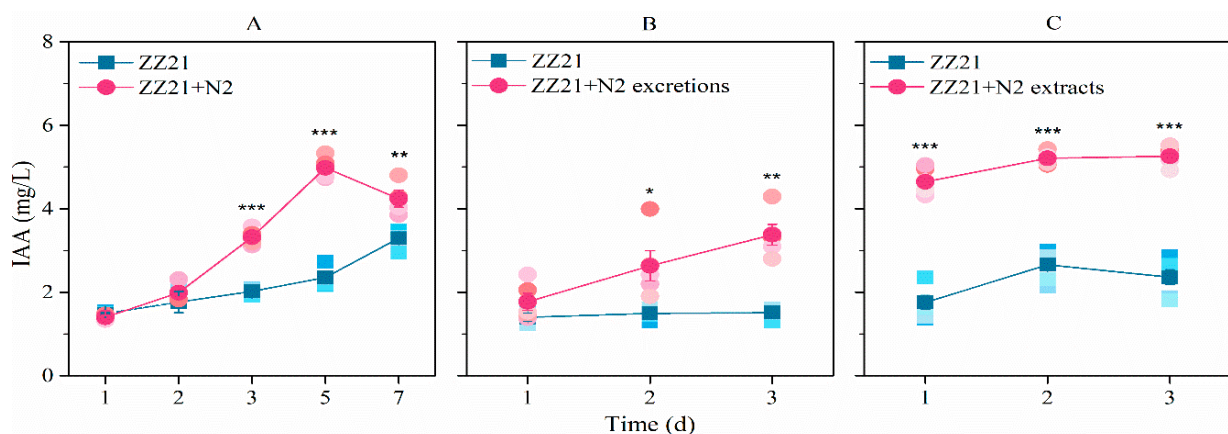 A
B
C
8
6
4
2
0
IAA (mg/L)
ZZ21
ZZ21+N2
***
***
**
1
2
3
5
7
ZZ21
ZZ21+N2 excretions
*
**
1
2
3
ZZ21
ZZ21+N2 extracts
***
***
***
1
2
3
Time (d)